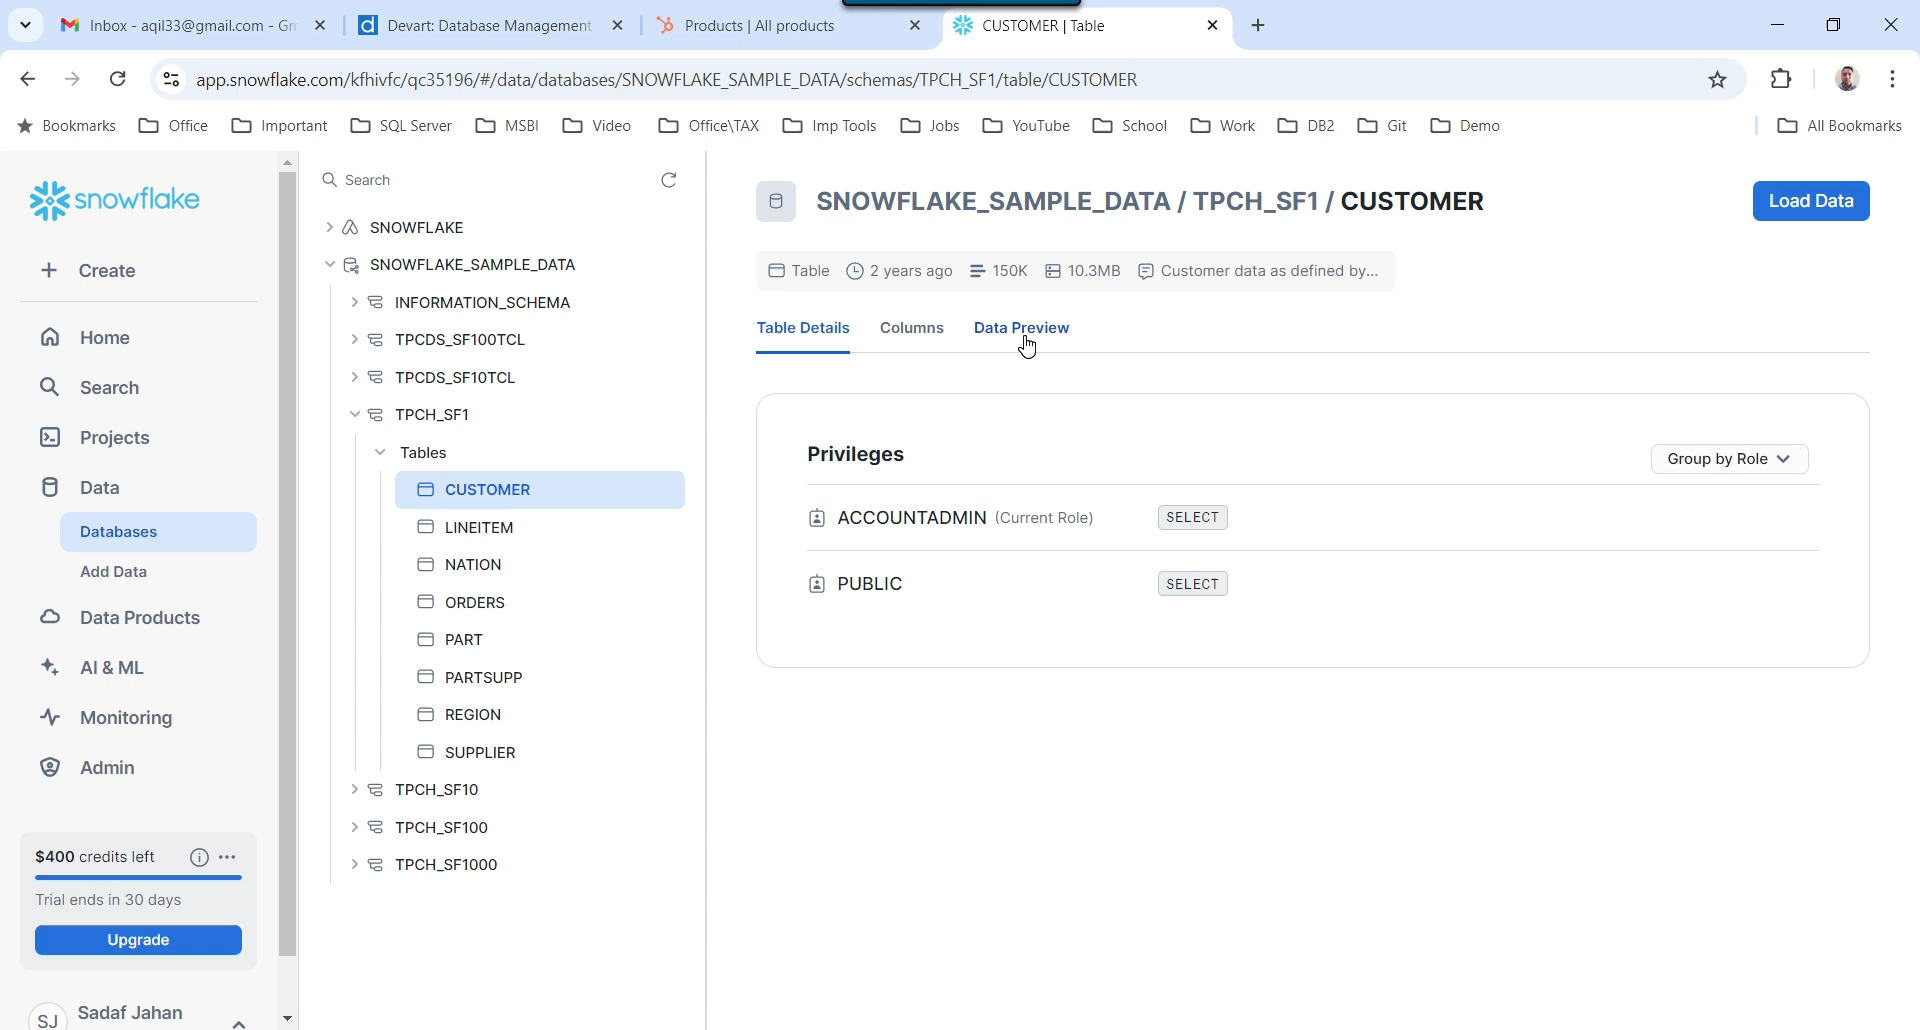 Inbox - aqil33@gmail.com - Gm
Devart: Database Management
Products | All products
CUSTOMER | Table
app.snowflake.com/kfhivfc/qc35196/#/data/databases/SNOWFLAKE_SAMPLE_DATA/schemas/TPCH_SF1/table/CUSTOMER
Bookmarks Office Important SQL Server MSBI Video Office\TAX Imp Tools Jobs YouTube School Work DB2 Git Demo All Bookmarks
snowflake
Create
Home
Search
Projects
Data
Databases
Add Data
Data Products
AI & ML
Monitoring
Admin
$400 credits left
Trial ends in 30 days
Upgrade
SJ Sadaf Jahan
Search
SNOWFLAKE
SNOWFLAKE_SAMPLE_DATA
INFORMATION_SCHEMA
TPCDS_SF100TCL
TPCDS_SF10TCL
TPCH_SF1
Tables
CUSTOMER
LINEITEM
NATION
ORDERS
PART
PARTSUPP
REGION
SUPPLIER
TPCH_SF10
TPCH_SF100
TPCH_SF1000
SNOWFLAKE_SAMPLE_DATA / TPCH_SF1 / CUSTOMER
Load Data
Table 2 years ago 150K 10.3MB Customer data as defined by...
Table Details Columns Data Preview
Privileges
Group by Role
ACCOUNTADMIN (Current Role) SELECT
PUBLIC SELECT